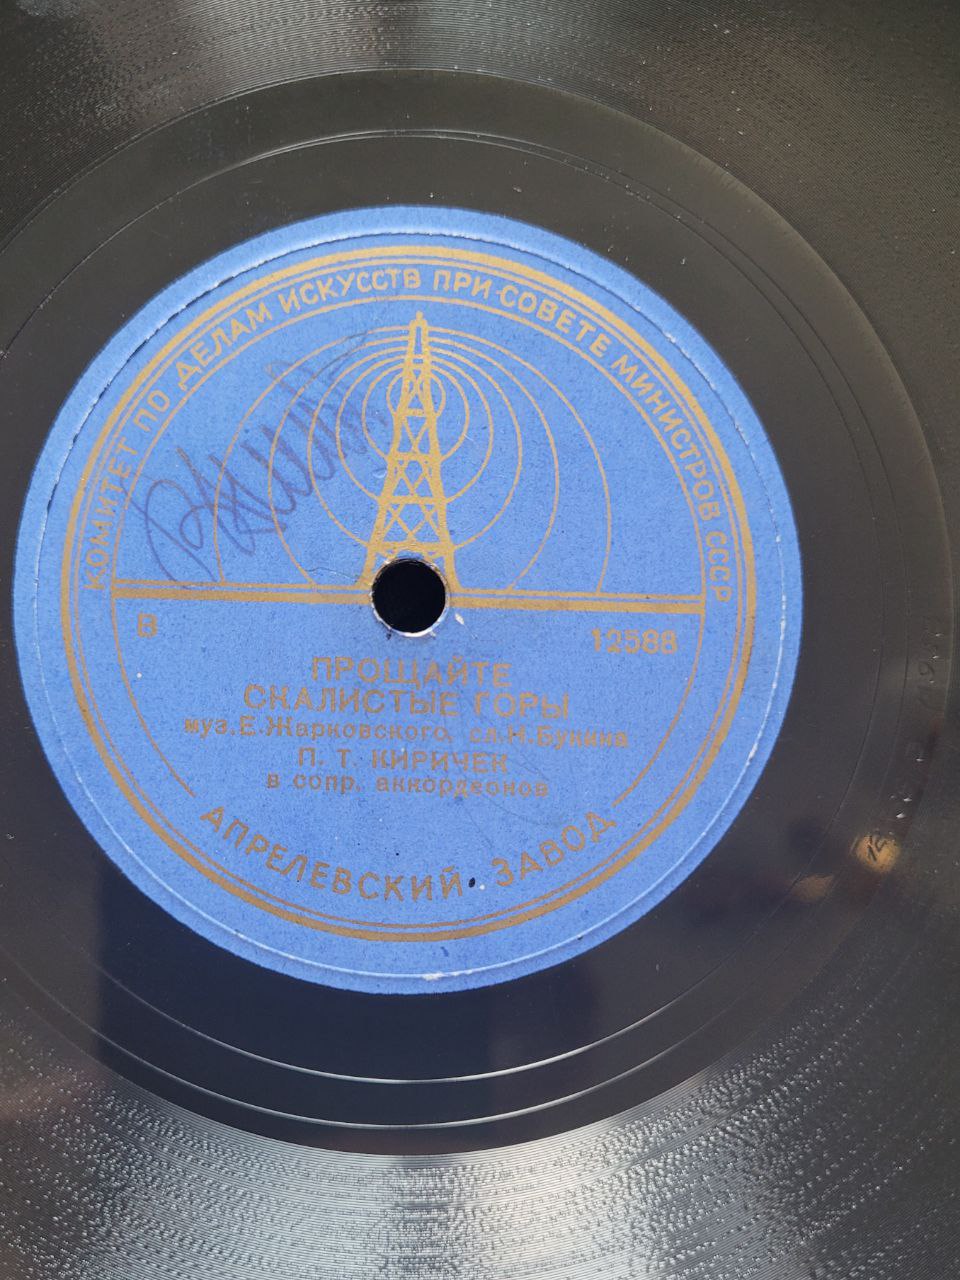 КОМИТЕТ ПО ДЕЛАМ ИСКУССТВ ПРИ СОВЕТЕ МИНИСТРОВ СССР
В 12588
ПРОЩАЙТЕ
СКАЛИСТЫЕ ГОРЫ
муз. Е. Жарковского, сл. Н. Букина
П. Т. КИРИЧЕК
в сопр. аккордеонов
АПРЕЛЕВСКИЙ ЗАВОД